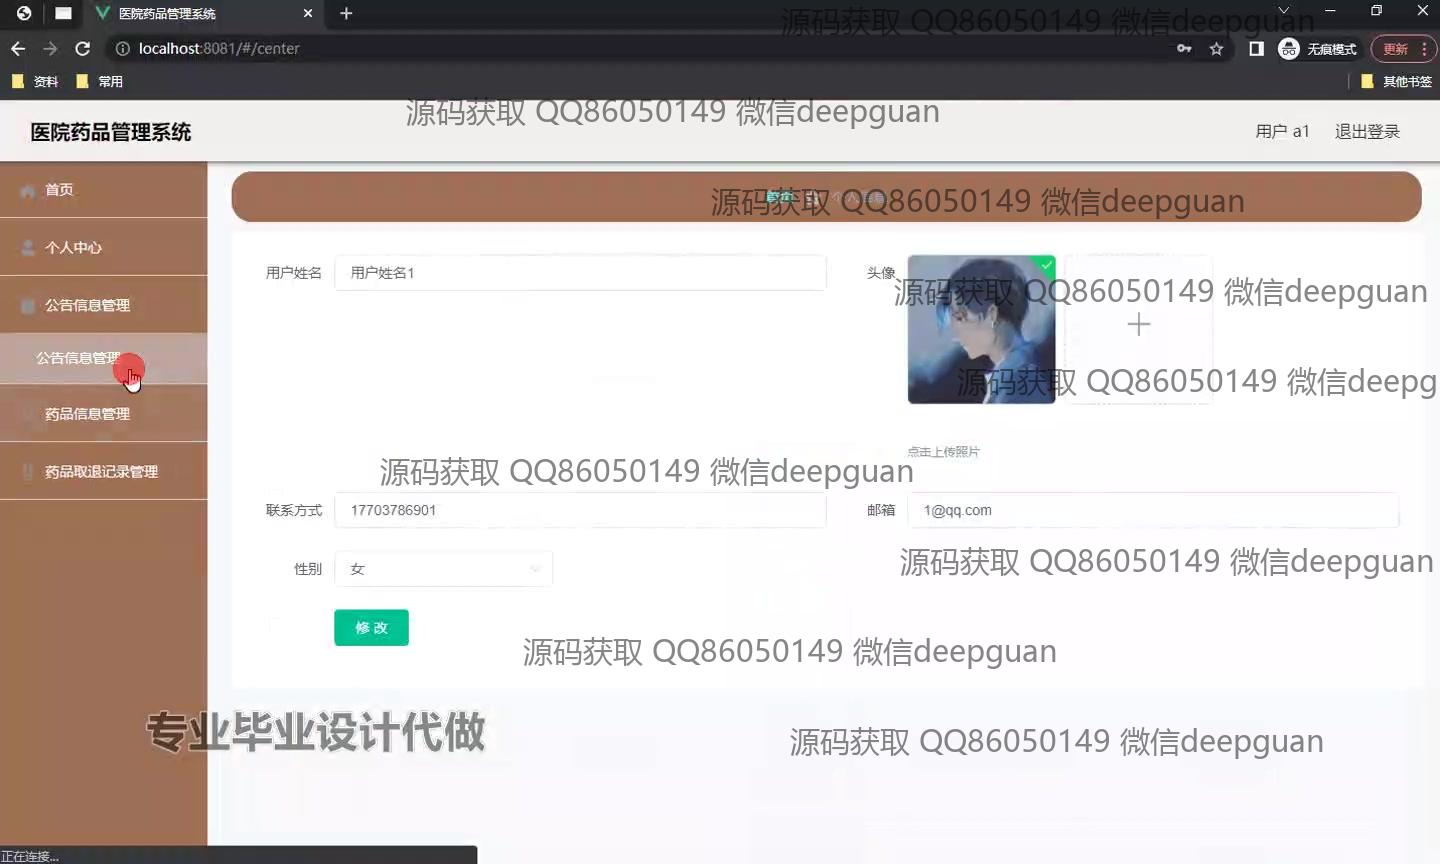 医院药品管理系统
源码获取 QQ86050149 微信deepguan
localhost:8081/#/center
无痕模式
更新
资料
常用
其他书签
源码获取 QQ86050149 微信deepguan
医院药品管理系统
用户 a1
退出登录
首页
首页
个人信息
源码获取 QQ86050149 微信deepguan
个人中心
用户姓名
用户姓名1
头像
源码获取 QQ86050149 微信deepguan
公告信息管理
公告信息管理
源码获取 QQ86050149 微信deepg
药品信息管理
点击上传照片
药品取退记录管理
源码获取 QQ86050149 微信deepguan
联系方式
17703786901
邮箱
1@qq.com
性别
女
源码获取 QQ86050149 微信deepguan
修改
源码获取 QQ86050149 微信deepguan
专业毕业设计代做
源码获取 QQ86050149 微信deepguan
正在连接...